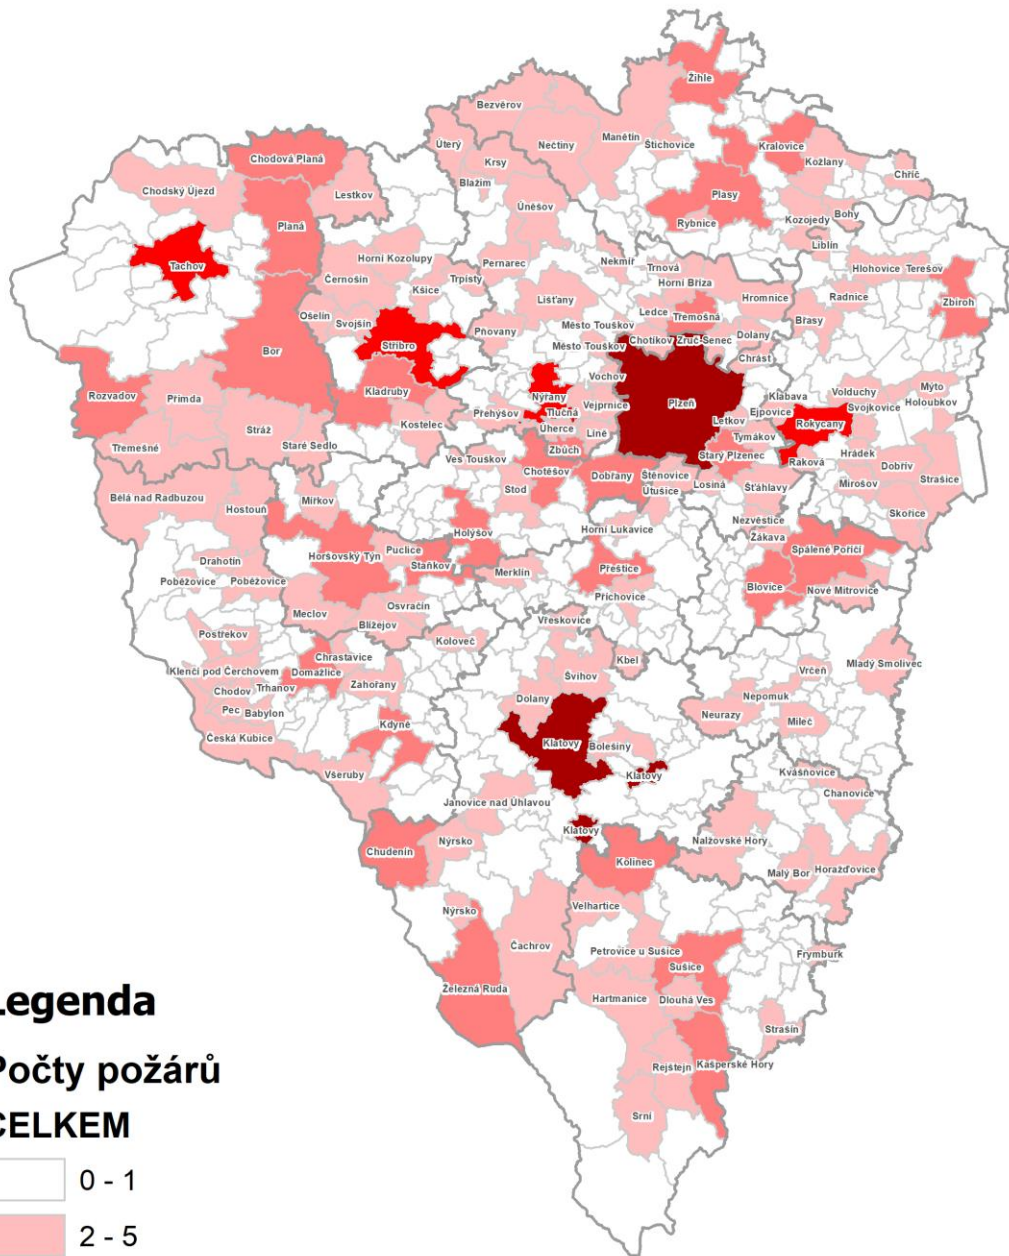 Žihle
Bezvěrov
Manětín
Kralovice
Úterý
Nečtiny
Štichovice
Kožlany
Chodová Planá
Krsy
Chříč
Chodský Újezd
Lestkov
Blažim
Plasy
Úněšov
Rybnice
Kozojedy
Bohy
Planá
Liblín
Horní Kozolupy
Pernarec
Nekmíř
Trnová
Hlohovice
Terešov
Tachov
Černošín
Trpísty
Horní Bříza
Kšice
Lišťany
Hromnice
Radnice
Zbiroh
Ošelín
Svojšín
Ledce
Třemošná
Brasy
Město Touškov
Pňovany
Dolany
Stříbro
Město Touškov
Chotíkov
Zruč-Senec
Bor
Chrást
Kladruby
Vochov
Rozvadov
Přimda
Nýřany
Plzeň
Klabava
Volduchy
Mýto
Vejprnice
Holoubkov
Přehýšov
Tlučná
Ejpovice
Svojkovice
Kostelec
Úherce
Letkov
Rokycany
Stráž
Líně
Tymákov
Třemešné
Staré Sedlo
Zbůch
Starý Plzenec
Hrádek
Ves Touškov
Raková
Dobřív
Bělá nad Radbuzou
Chotěšov
Dobřany
Štěnovice
Losiná
Šťáhlavy
Mirošov
Strašice
Stod
Útušice
Mířkov
Hostouň
Skořice
Nezvěstice
Holýšov
Horní Lukavice
Žákava
Horšovský Týn
Puclice
Spálené Poříčí
Drahotín
Staňkov
Merklín
Přeštice
Poběžovice
Poběžovice
Blovice
Nové Mitrovice
Příchovice
Osvračín
Meclov
Blížejov
Vřeskovice
Postřekov
Koloveč
Chrastavice
Kbel
Mladý Smolivec
Klenčí pod Čerchovem
Domažlice
Švihov
Vrčeň
Chodov
Trhanov
Zahořany
Nepomuk
Dolany
Pec
Babylon
Neurazy
Mileč
Kdyně
Česká Kubice
Klatovy
Bolešiny
Všeruby
Klatovy
Kvášňovice
Chanovice
Janovice nad Úhlavou
Klatovy
Nýrsko
Nalžovské Hory
Chudenín
Kolinec
Malý Bor
Horažďovice
Nýrsko
Velhartice
Čachrov
Petrovice u Sušice
Frymburk
Sušice
Železná Ruda
Hartmanice
Dlouhá Ves
Strašín
Rejštejn
Kašperské Hory
Srní
Legenda
Počty požárů
CELKEM
0 - 1
2 - 5